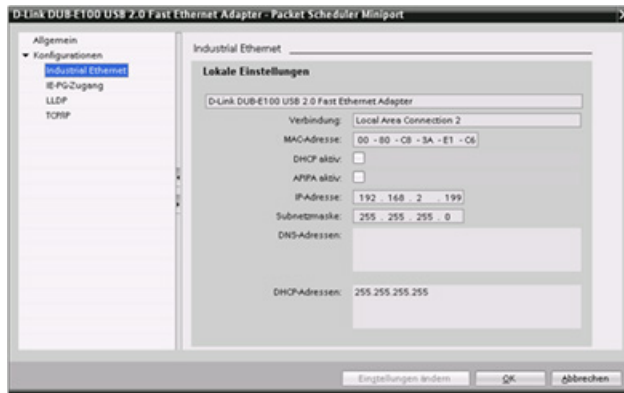 D-Link DUB-E100 USB 2.0 Fast Ethernet Adapter - Packet Scheduler Miniport
Allgemein
Konfigurationen
Industrial Ethernet
IE-PG-Zugang
LLDP
TCP/IP
Industrial Ethernet
Lokale Einstellungen
D-Link DUB-E100 USB 2.0 Fast Ethernet Adapter
Verbindung: Local Area Connection 2
MAC-Adresse: 00 - 80 - C8 - 3A - E1 - C6
DHCP aktiv:
APIPA aktiv:
IP-Adresse: 192 . 168 . 2 . 199
Subnetzmaske: 255 . 255 . 255 . 0
DNS-Adressen:
DHCP-Adressen: 255.255.255.255
Einstellungen ändern OK Abbrechen